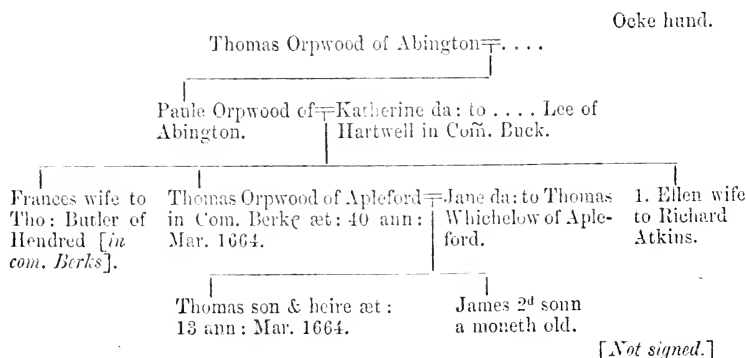 Ocke hund.
Thomas Orpwood of Abington=. . . .
Paule Orpwood of=Katherine da: to . . . . Lee of
Abington. Hartwell in Com̃. Buck.
Frances wife to
Tho: Butler of
Hendred [in
com. Berks].
Thomas Orpwood of Apleford=Jane da: to Thomas
in Com. Berkꝭ æt: 40 ann: Whichelow of Aple-
Mar. 1664. ford.
1. Ellen wife
to Richard
Atkins.
Thomas son & heire æt:
13 ann: Mar. 1664.
James 2d sonn
a moneth old.
[Not signed.]